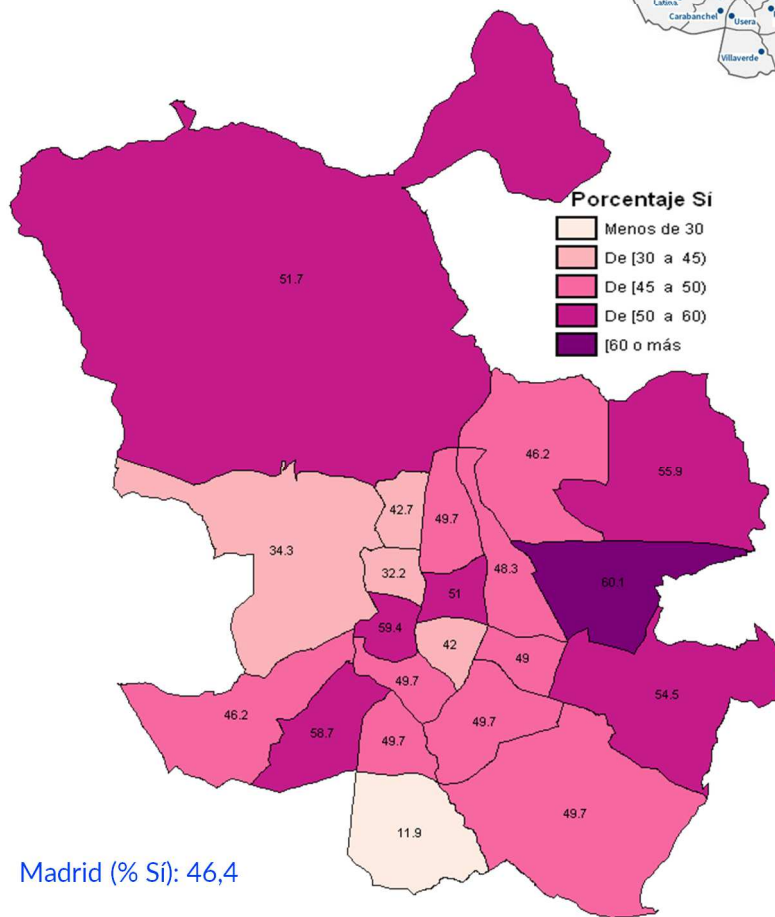 Latina
Carabanchel
Usera
Villaverde
Porcentaje Sí
Menos de 30
De [30 a 45)
De [45 a 50)
De [50 a 60)
[60 o más
51.7
46.2
55.9
42.7
49.7
34.3
48.3
60.1
32.2
51
59.4
42
49
49.7
54.5
46.2
49.7
58.7
49.7
49.7
11.9
Madrid (% Sí): 46,4